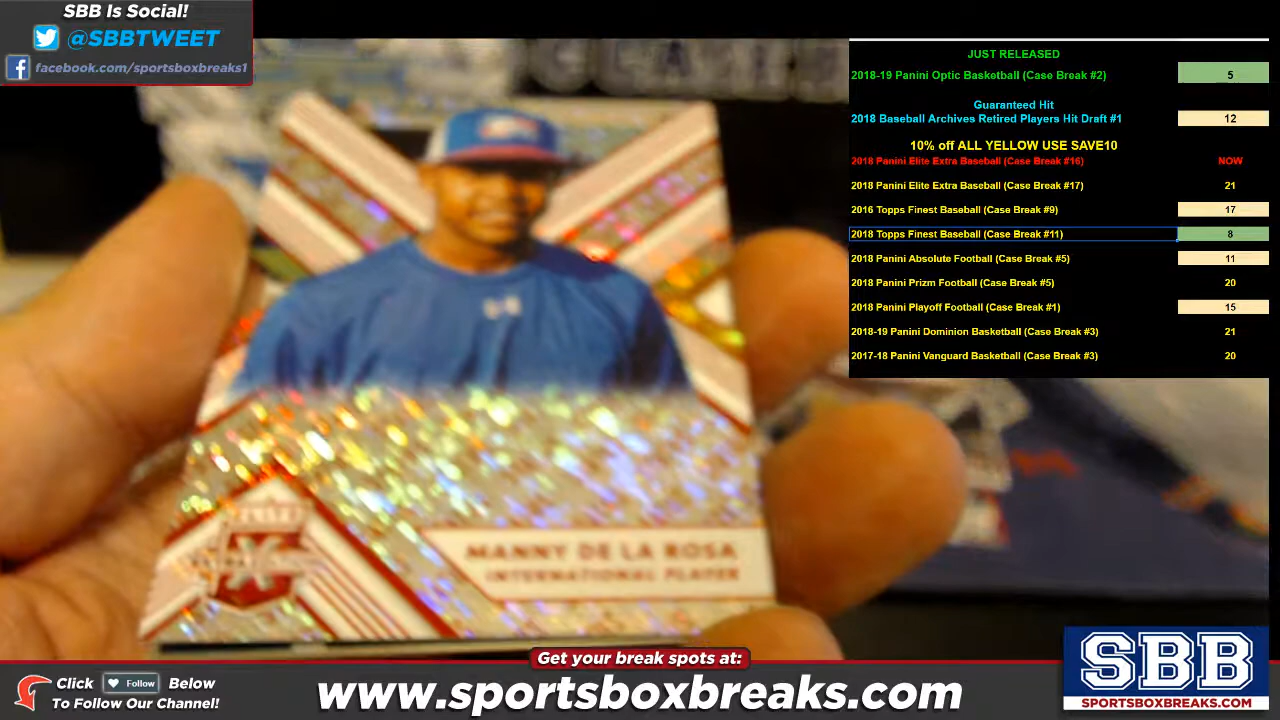 SBB Is Social!
@SBBTWEET
facebook.com/sportsboxbreaks1
JUST RELEASED
2018-19 Panini Optic Basketball (Case Break #2) 5
Guaranteed Hit
2018 Baseball Archives Retired Players Hit Draft #1 12
10% off ALL YELLOW USE SAVE10
2018 Panini Elite Extra Baseball (Case Break #16) NOW
2018 Panini Elite Extra Baseball (Case Break #17) 21
2016 Topps Finest Baseball (Case Break #9) 17
2018 Topps Finest Baseball (Case Break #11) 8
2018 Panini Absolute Football (Case Break #5) 11
2018 Panini Prizm Football (Case Break #5) 20
2018 Panini Playoff Football (Case Break #1) 15
2018-19 Panini Dominion Basketball (Case Break #3) 21
2017-18 Panini Vanguard Basketball (Case Break #3) 20
MANNY DE LA ROSA
INTERNATIONAL PLAYER
Get your break spots at:
Click Follow Below
To Follow Our Channel!
www.sportsboxbreaks.com
SBB
SPORTSBOXBREAKS.COM